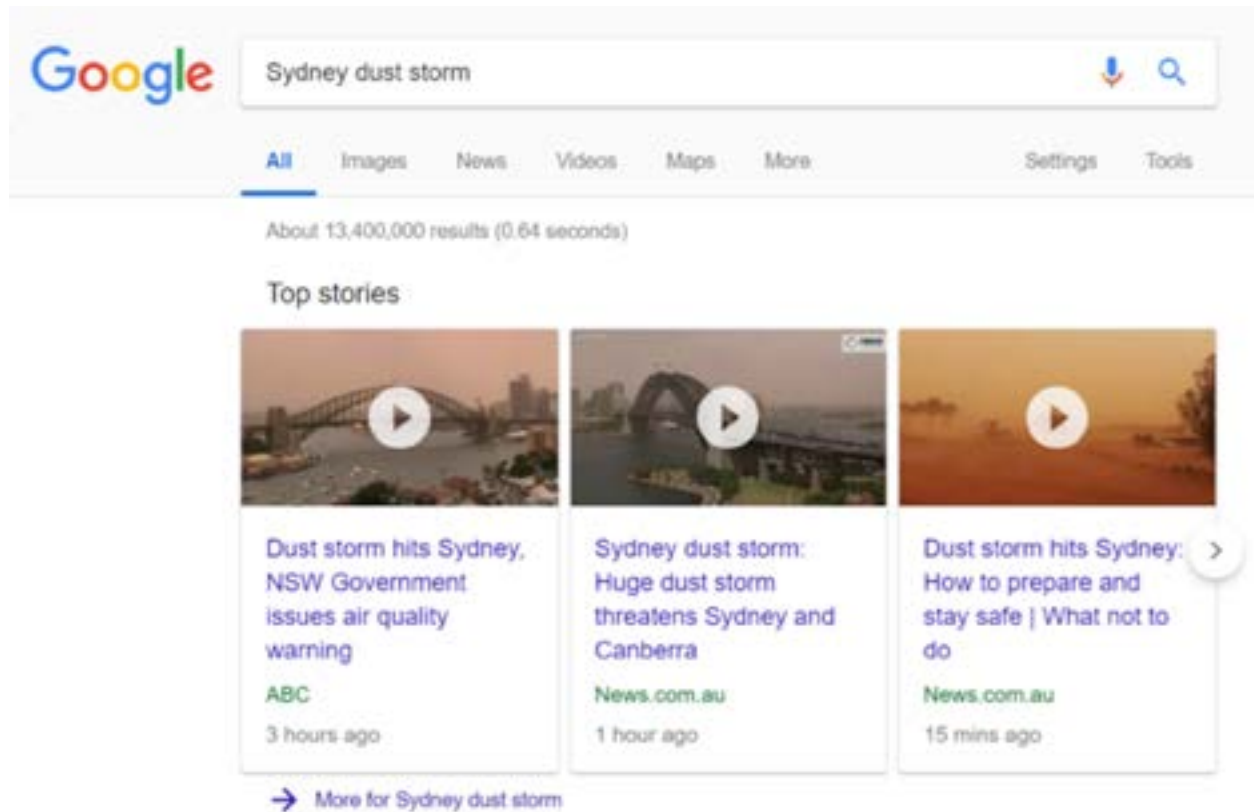 Google
Sydney dust storm
All Images News Videos Maps More Settings Tools
About 13,400,000 results (0.64 seconds)
Top stories
Dust storm hits Sydney,
NSW Government
issues air quality
warning
ABC
3 hours ago
Sydney dust storm:
Huge dust storm
threatens Sydney and
Canberra
News.com.au
1 hour ago
Dust storm hits Sydney:
How to prepare and
stay safe | What not to
do
News.com.au
15 mins ago
More for Sydney dust storm